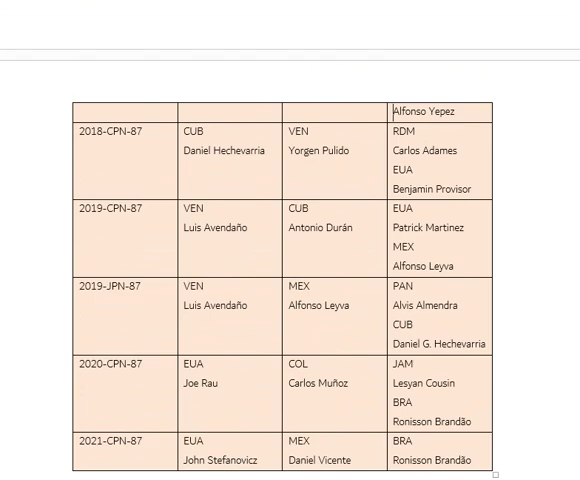 Alfonso Yepez
2018-CPN-87 CUB VEN RDM
Daniel Hechevarria Yorgen Pulido Carlos Adames
EUA
Benjamin Provisor
2019-CPN-87 VEN CUB EUA
Luis Avendaño Antonio Durán Patrick Martinez
MEX
Alfonso Leyva
2019-JPN-87 VEN MEX PAN
Luis Avendaño Alfonso Leyva Alvis Almendra
CUB
Daniel G. Hechevarria
2020-CPN-87 EUA COL JAM
Joe Rau Carlos Muñoz Lesyan Cousin
BRA
Ronisson Brandão
2021-CPN-87 EUA MEX BRA
John Stefanovicz Daniel Vicente Ronisson Brandão